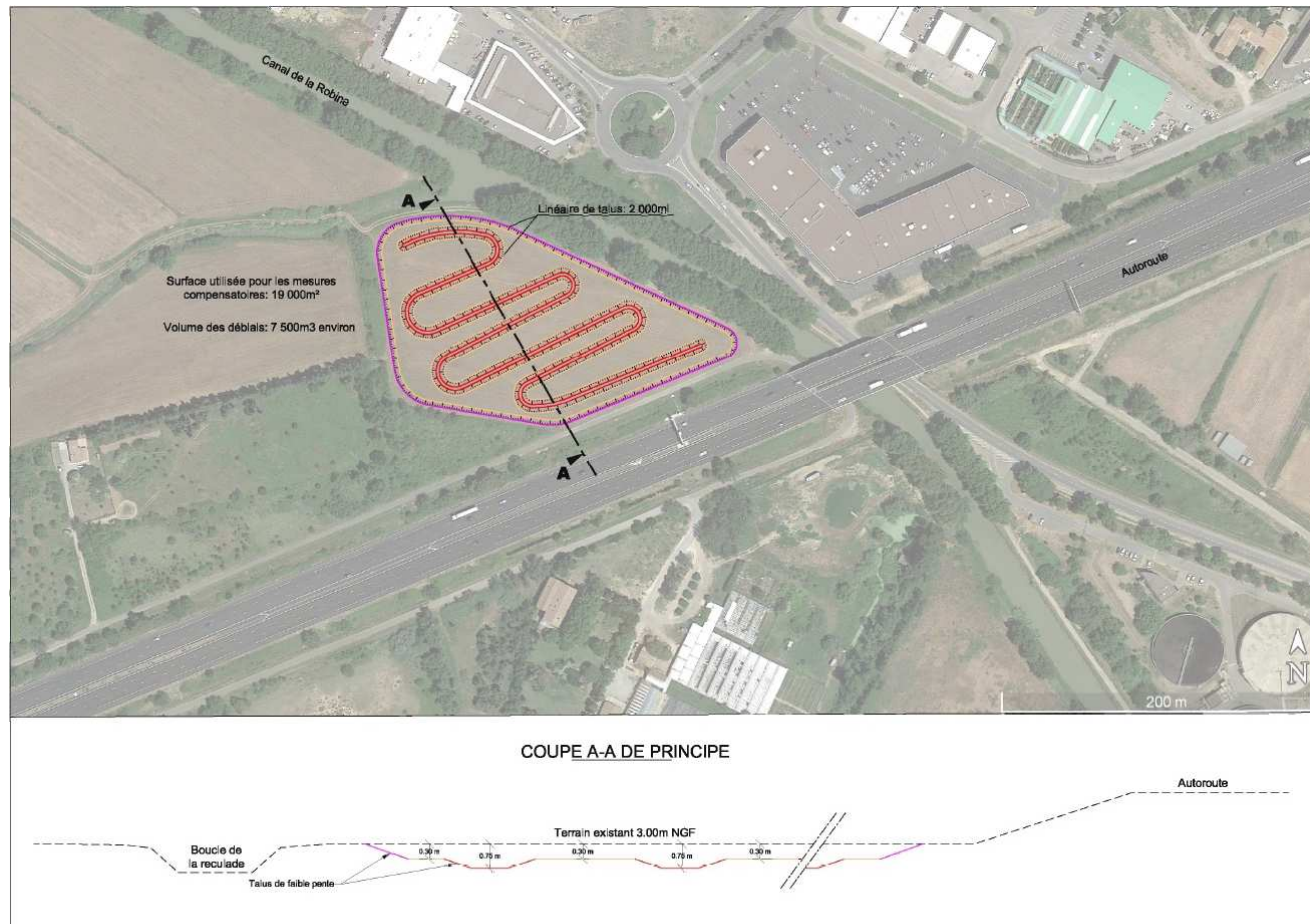 Canal de la Robine
A
Linéaire de talus: 2 000ml
Surface utilisée pour les mesures
compensatoires: 19 000m²
Volume des déblais: 7 500m3 environ
Autoroute
A
N
200 m
COUPE A-A DE PRINCIPE
Autoroute
Terrain existant 3.00m NGF
Boucle de
la reculade
0.30 m
0.75 m
0.30 m
0.75 m
0.30 m
Talus de faible pente